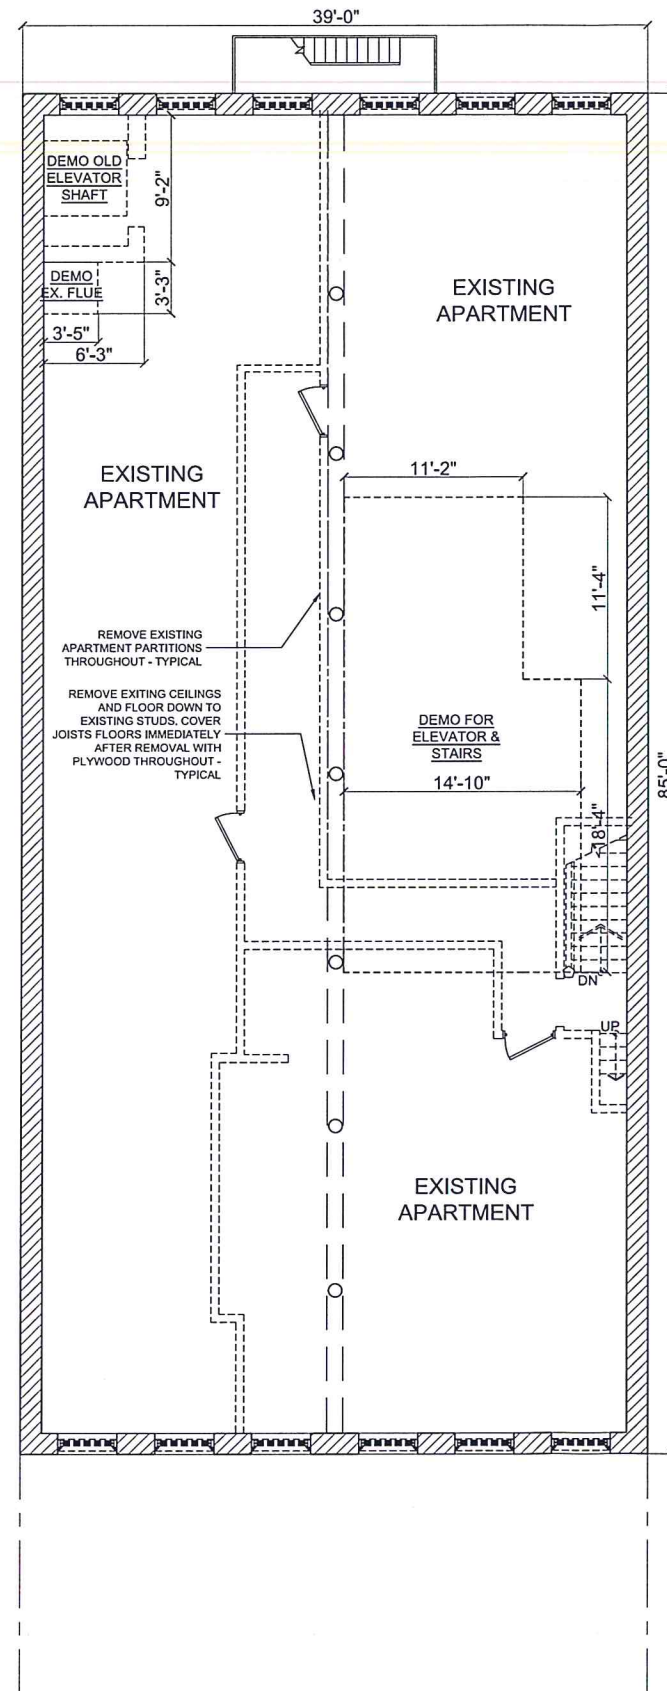 39'-0"
DEMO OLD
ELEVATOR
SHAFT
9'-2"
DEMO
EX. FLUE
3'-3"
3'-5"
6'-3"
EXISTING
APARTMENT
EXISTING
APARTMENT
11'-2"
11'-4"
REMOVE EXISTING
APARTMENT PARTITIONS
THROUGHOUT - TYPICAL
REMOVE EXITING CEILINGS
AND FLOOR DOWN TO
EXISTING STUDS, COVER
JOISTS FLOORS IMMEDIATELY
AFTER REMOVAL WITH
PLYWOOD THROUGHOUT -
TYPICAL
DEMO FOR
ELEVATOR &
STAIRS
14'-10"
85'-0"
18'-4"
DN
UP
EXISTING
APARTMENT